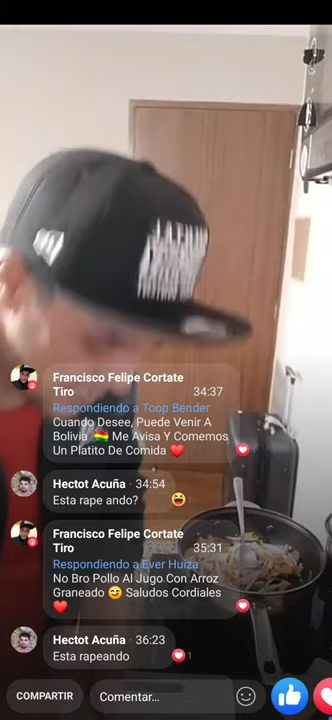 Francisco Felipe Cortate
Tiro 34:37
Respondiendo a Toop Bender
Cuando Desee, Puede Venir A
Bolivia 🇧🇴 Me Avisa Y Comemos
Un Platito De Comida ❤️
Hectot Acuña · 34:54
Esta rape ando?
Francisco Felipe Cortate
Tiro 35:31
Respondiendo a Ever Huiza
No Bro Pollo Al Jugo Con Arroz
Graneado 😋 Saludos Cordiales
❤️
1
Hectot Acuña · 36:23
Esta rapeando
1
COMPARTIR
Comentar...